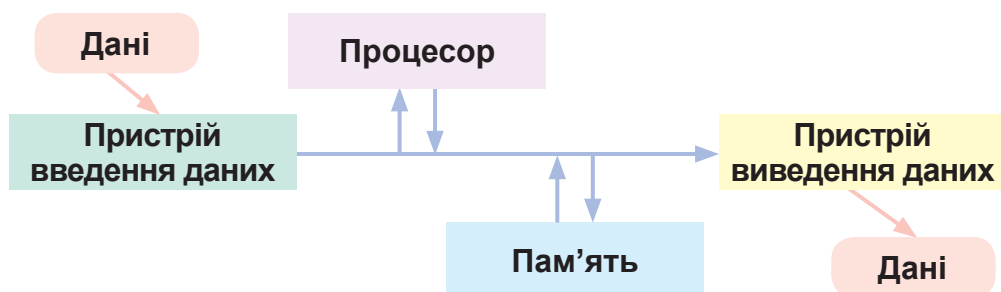 Дані
Процесор
Пристрій
введення даних
Пристрій
виведення даних
Пам’ять
Дані